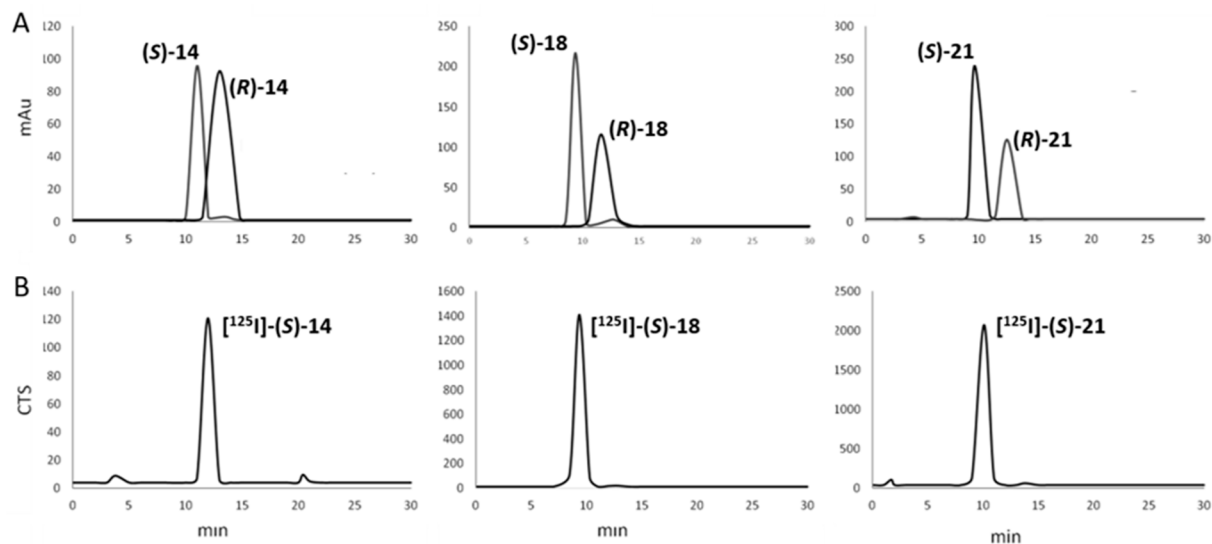 A
mAu
120
100
80
60
40
20
0
0 5 10 15 20 25 30
(S)-14
(R)-14
250
200
150
100
50
0
0 5 10 15 20 25 30
(S)-18
(R)-18
300
250
200
150
100
50
0
0 5 10 15 20 25 30
(S)-21
(R)-21
B
CTS
140
120
100
80
60
40
20
0
0 5 10 15 20 25 30
min
[¹²⁵I]-(S)-14
1600
1400
1200
1000
800
600
400
200
0
0 5 10 15 20 25 30
min
[¹²⁵I]-(S)-18
2500
2000
1500
1000
500
0
0 5 10 15 20 25 30
min
[¹²⁵I]-(S)-21